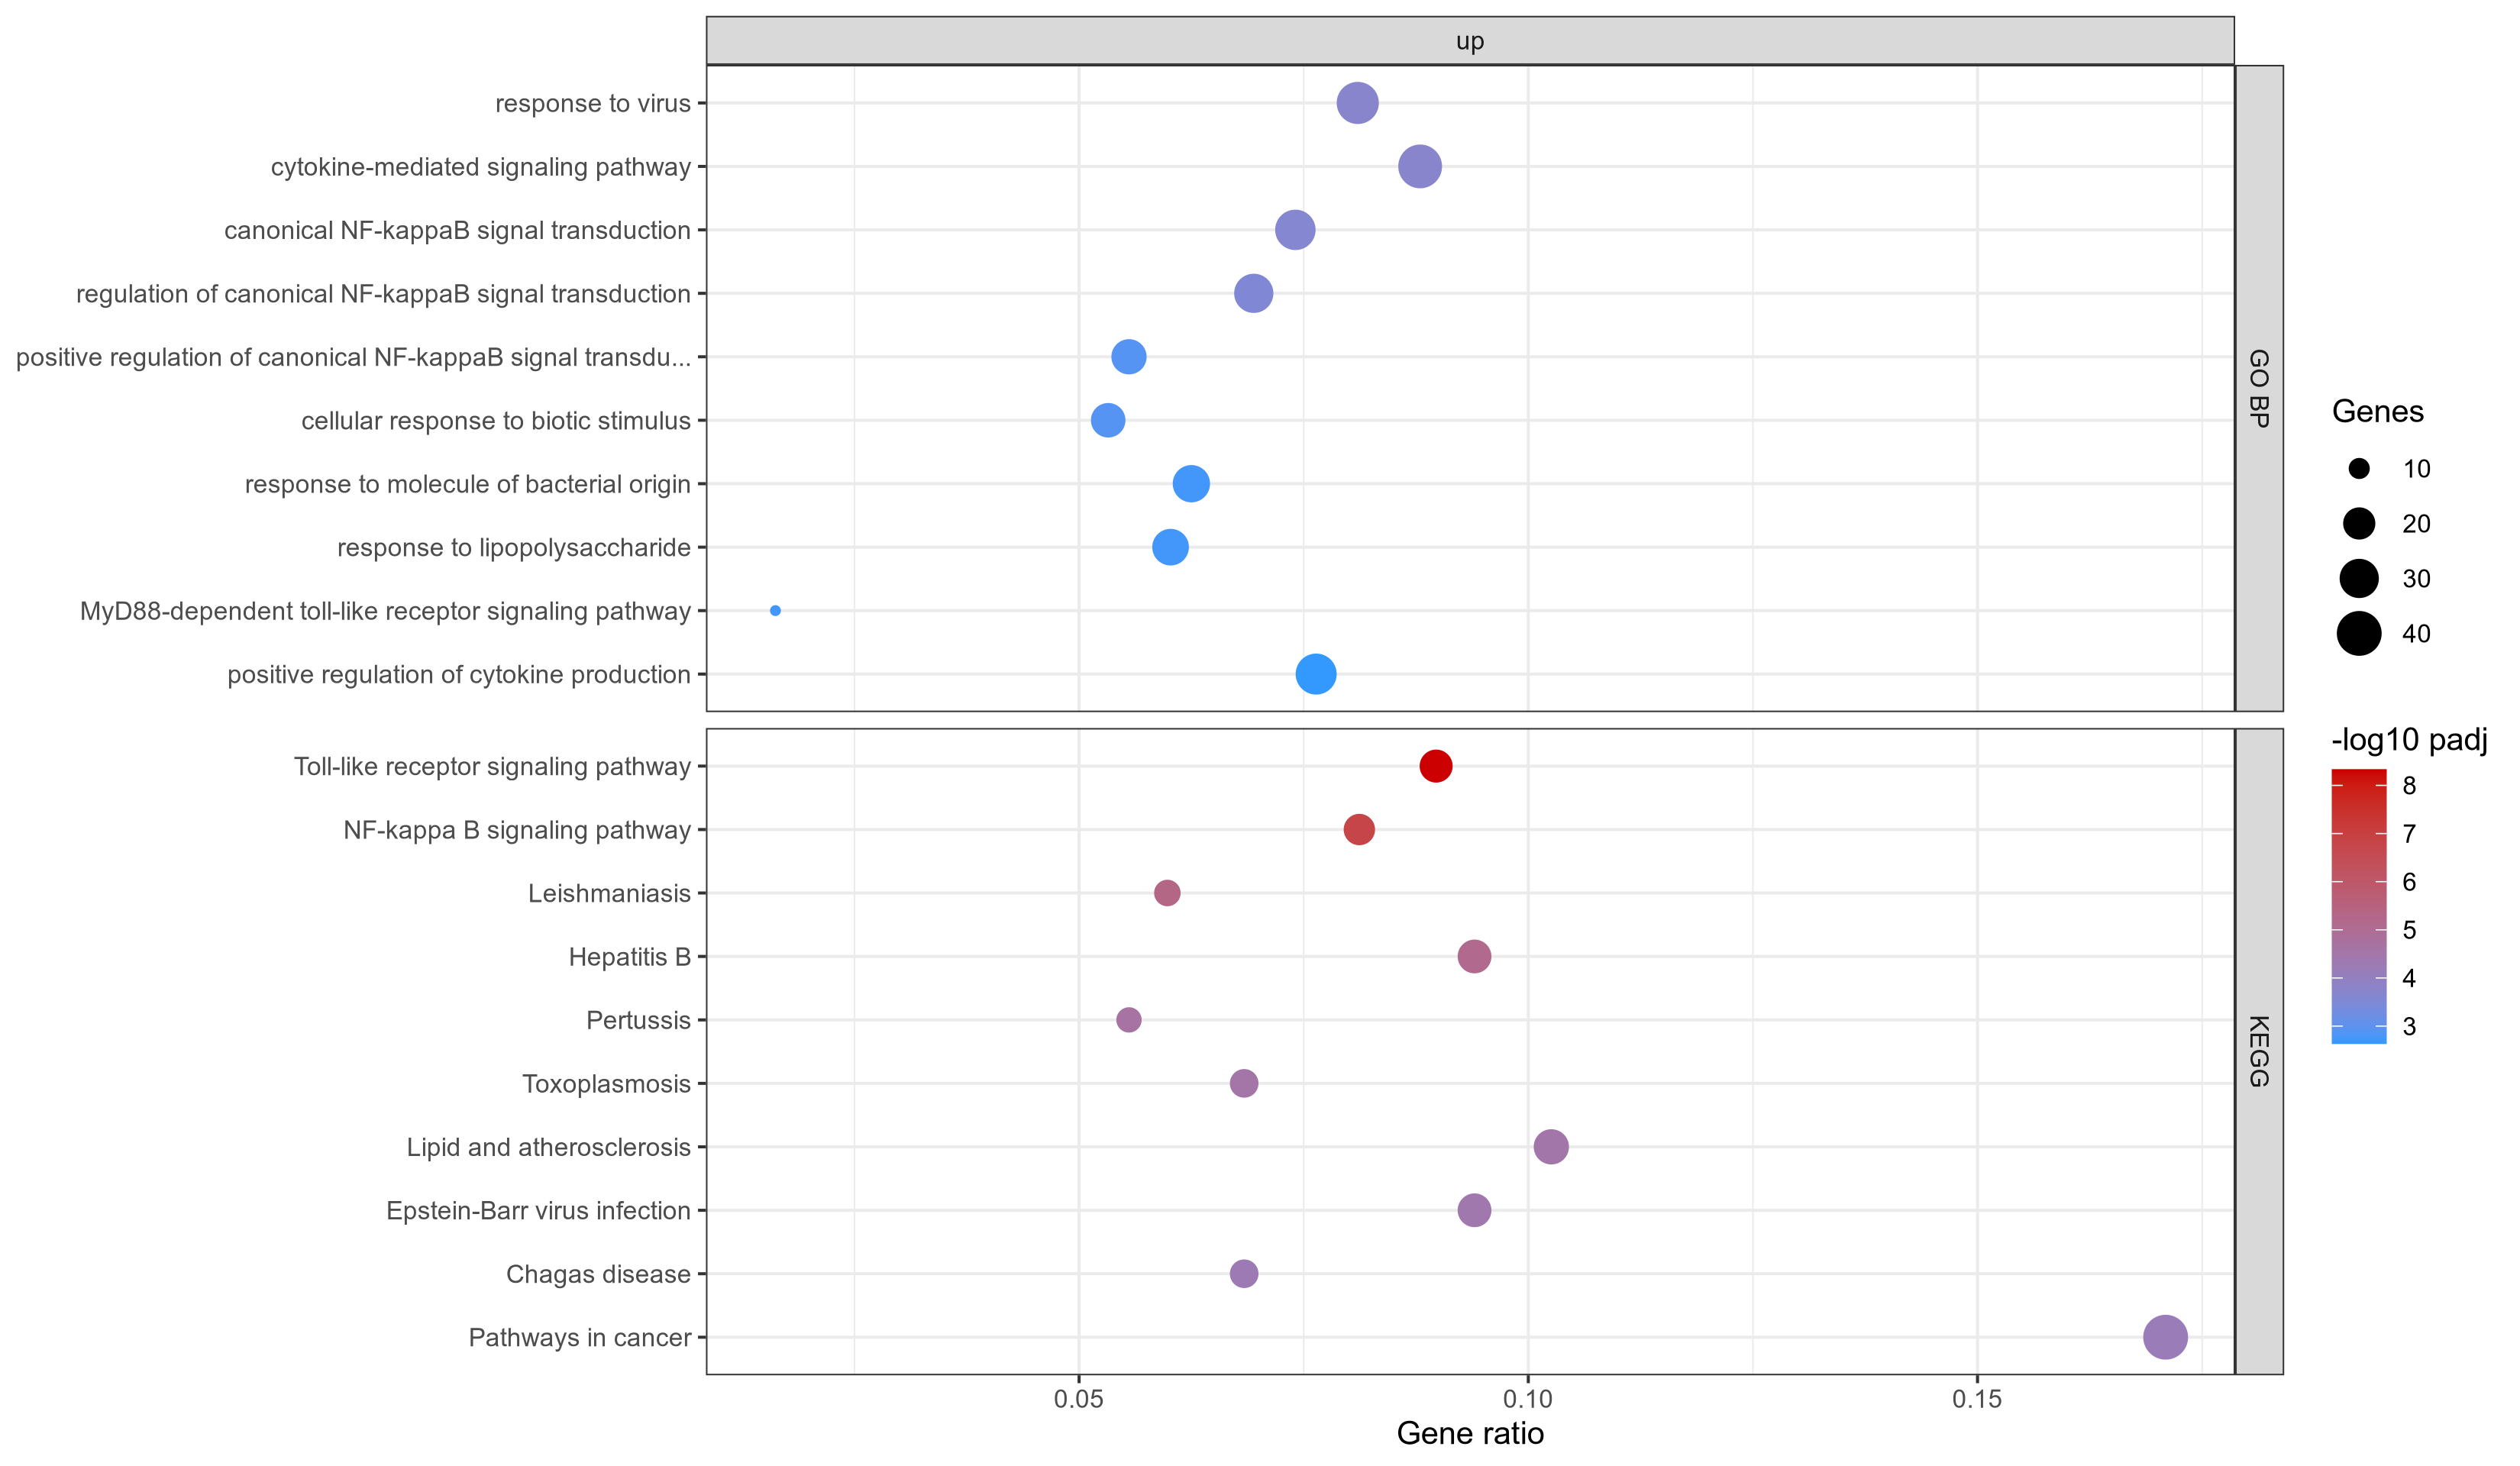 up
response to virus
cytokine-mediated signaling pathway
canonical NF-kappaB signal transduction
regulation of canonical NF-kappaB signal transduction
positive regulation of canonical NF-kappaB signal transdu...
cellular response to biotic stimulus
response to molecule of bacterial origin
response to lipopolysaccharide
MyD88-dependent toll-like receptor signaling pathway
positive regulation of cytokine production
GO BP
Toll-like receptor signaling pathway
NF-kappa B signaling pathway
Leishmaniasis
Hepatitis B
Pertussis
Toxoplasmosis
Lipid and atherosclerosis
Epstein-Barr virus infection
Chagas disease
Pathways in cancer
KEGG
0.05
0.10
0.15
Gene ratio
Genes
10
20
30
40
-log10 padj
8
7
6
5
4
3